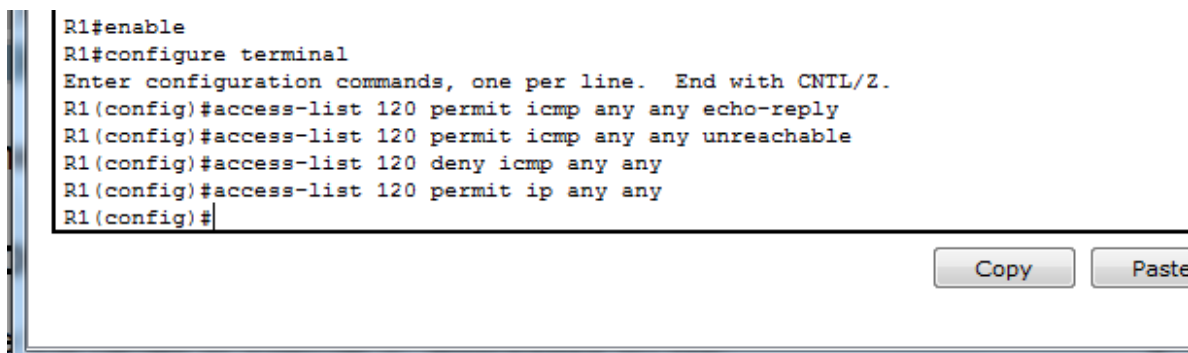 R1#enable
R1#configure terminal
Enter configuration commands, one per line.  End with CNTL/Z.
R1(config)#access-list 120 permit icmp any any echo-reply
R1(config)#access-list 120 permit icmp any any unreachable
R1(config)#access-list 120 deny icmp any any
R1(config)#access-list 120 permit ip any any
R1(config)#
Copy Paste